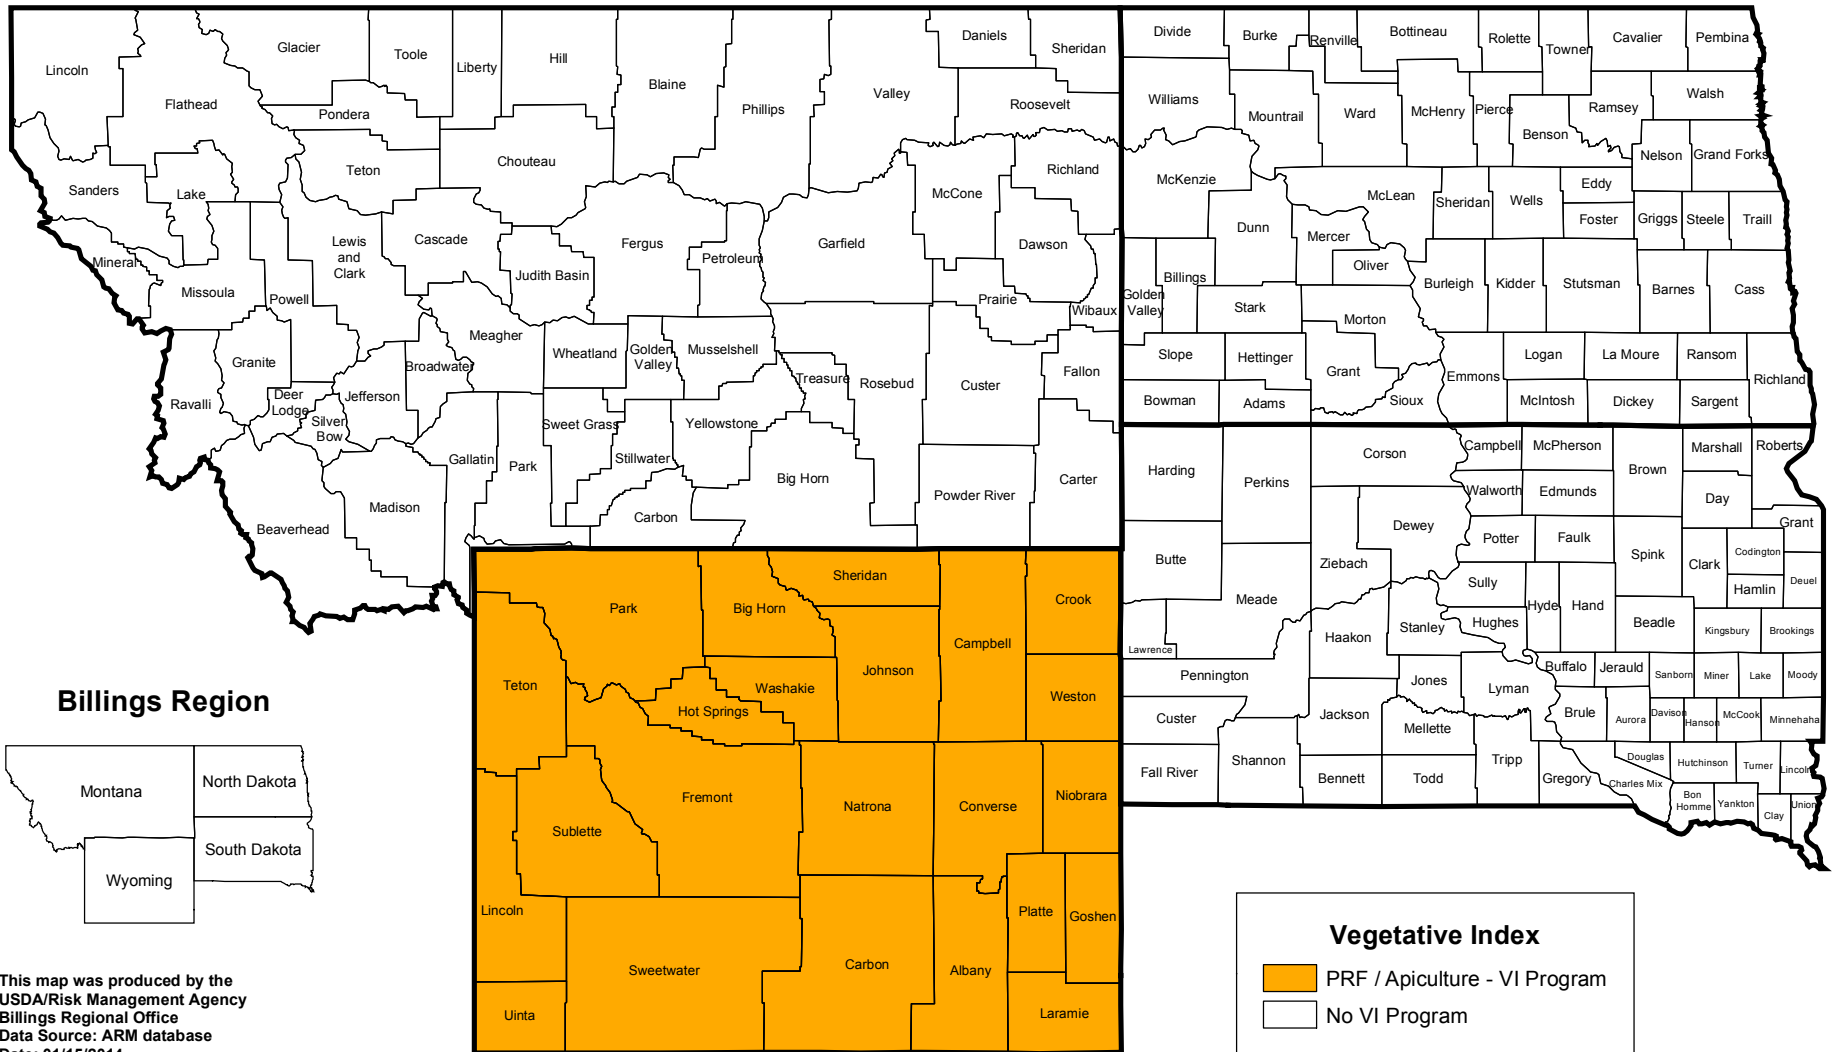 Lincoln
Flathead
Glacier
Toole
Liberty
Hill
Blaine
Phillips
Valley
Daniels
Sheridan
Roosevelt
Pondera
Teton
Chouteau
Sanders
Lake
McCone
Richland
Lewis
and
Clark
Cascade
Judith Basin
Fergus
Petroleum
Garfield
Dawson
Mineral
Missoula
Powell
Meagher
Prairie
Wibaux
Granite
Broadwater
Wheatland
Golden
Valley
Musselshell
Treasure
Rosebud
Custer
Fallon
Ravalli
Deer
Lodge
Silver
Bow
Jefferson
Gallatin
Park
Sweet Grass
Stillwater
Yellowstone
Big Horn
Carbon
Powder River
Carter
Beaverhead
Madison
Divide
Burke
Renville
Bottineau
Rolette
Towner
Cavalier
Pembina
Williams
Mountrail
Ward
McHenry
Pierce
Benson
Ramsey
Walsh
Nelson
Grand Forks
McKenzie
McLean
Sheridan
Wells
Eddy
Foster
Griggs
Steele
Traill
Dunn
Mercer
Oliver
Billings
Golden
Valley
Stark
Morton
Burleigh
Kidder
Stutsman
Barnes
Cass
Slope
Hettinger
Grant
Sioux
Emmons
Logan
La Moure
Ransom
Richland
Bowman
Adams
McIntosh
Dickey
Sargent
Harding
Perkins
Corson
Campbell
McPherson
Brown
Marshall
Roberts
Walworth
Edmunds
Day
Grant
Dewey
Ziebach
Potter
Faulk
Spink
Clark
Codington
Hamlin
Deuel
Butte
Meade
Sully
Hyde
Hand
Beadle
Kingsbury
Brookings
Lawrence
Haakon
Stanley
Hughes
Pennington
Jones
Lyman
Buffalo
Jerauld
Sanborn
Miner
Lake
Moody
Custer
Jackson
Mellette
Brule
Aurora
Davison
Hanson
McCook
Minnehaha
Fall River
Shannon
Bennett
Todd
Tripp
Gregory
Charles Mix
Douglas
Hutchinson
Turner
Lincoln
Bon
Homme
Yankton
Clay
Union
Park
Big Horn
Sheridan
Crook
Campbell
Johnson
Teton
Washakie
Hot Springs
Weston
Fremont
Natrona
Converse
Niobrara
Sublette
Lincoln
Sweetwater
Carbon
Albany
Platte
Goshen
Uinta
Laramie
Billings Region
Montana
North Dakota
South Dakota
Wyoming
This map was produced by the
USDA/Risk Management Agency
Billings Regional Office
Data Source: ARM database
Date: 01/15/2014
Vegetative Index
PRF / Apiculture - VI Program
No VI Program